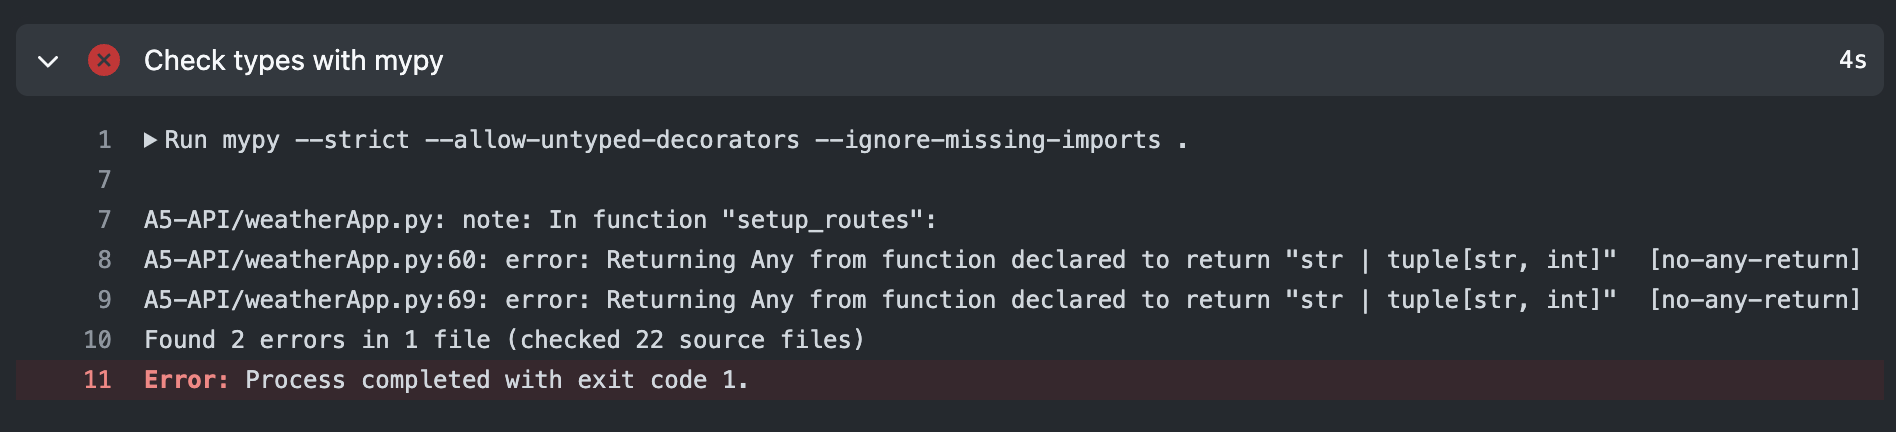 Check types with mypy 4s
1 Run mypy --strict --allow-untyped-decorators --ignore-missing-imports .
7
7 A5-API/weatherApp.py: note: In function "setup_routes":
8 A5-API/weatherApp.py:60: error: Returning Any from function declared to return "str | tuple[str, int]"  [no-any-return]
9 A5-API/weatherApp.py:69: error: Returning Any from function declared to return "str | tuple[str, int]"  [no-any-return]
10 Found 2 errors in 1 file (checked 22 source files)
11 Error: Process completed with exit code 1.